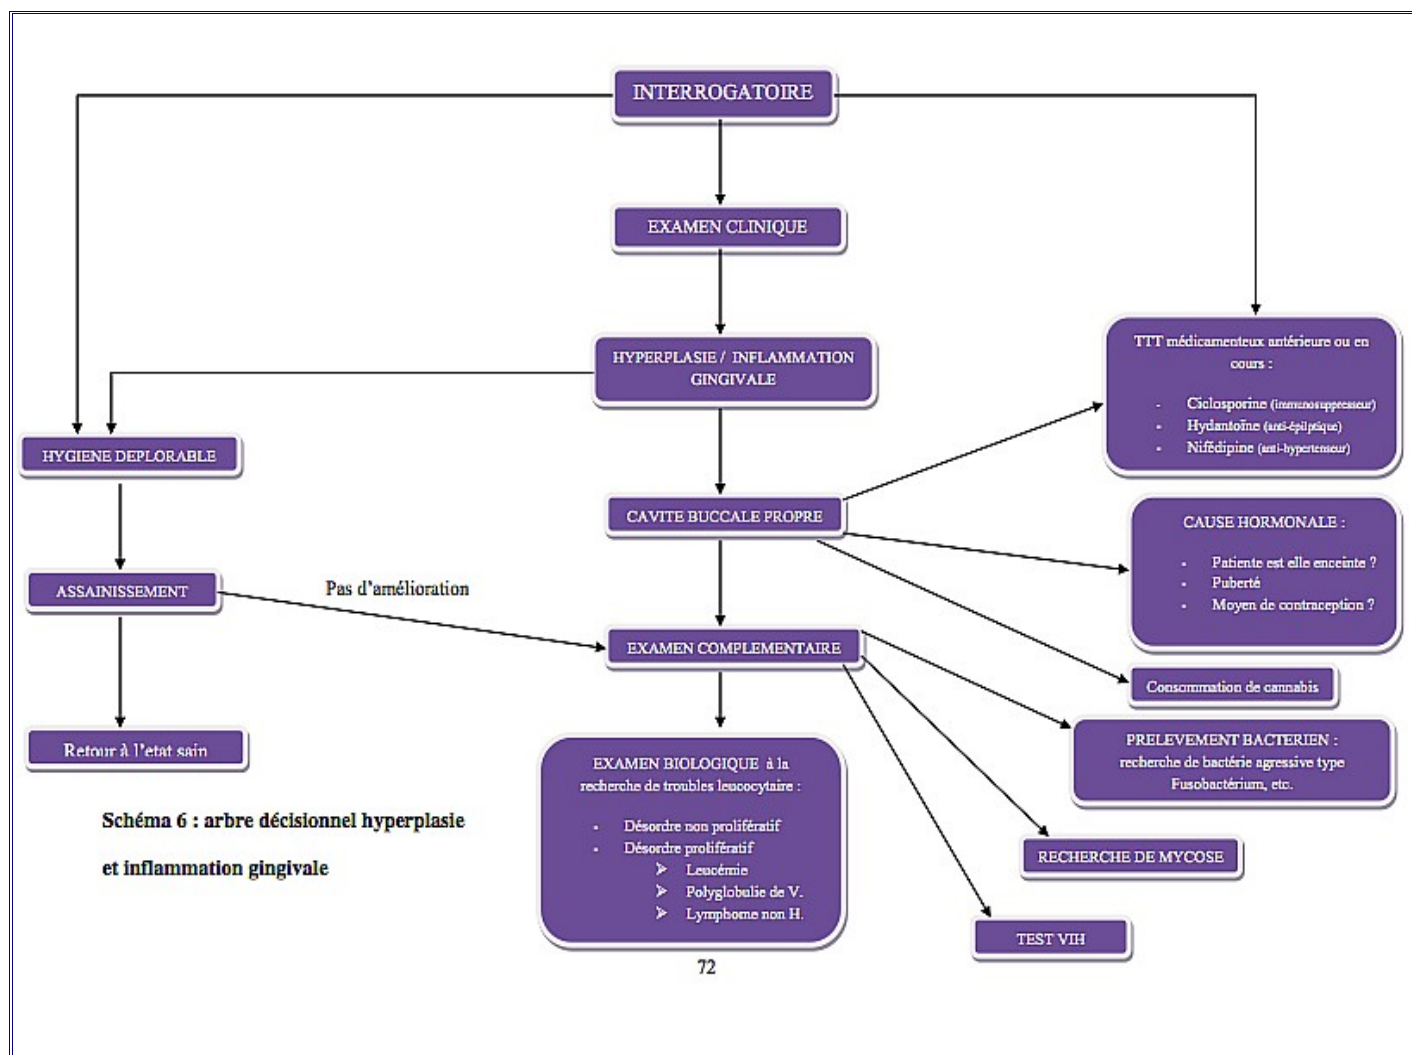 INTERROGATOIRE
EXAMEN CLINIQUE
HYPERPLASIE / INFLAMMATION
GINGIVALE
TTT médicamenteux antérieure ou en
cours :
- Ciclosporine (immunosuppresseur)
- Hydantoïne (anti-épilptique)
- Nifédipine (anti-hypertenseur)
HYGIENE DEPLORABLE
CAVITE BUCCALE PROPRE
CAUSE HORMONALE :
- Patiente est elle enceinte ?
- Puberté
- Moyen de contraception ?
ASSAINISSEMENT
Pas d'amélioration
EXAMEN COMPLEMENTAIRE
Consommation de cannabis
Retour à l'etat sain
EXAMEN BIOLOGIQUE à la
recherche de troubles leucocytaire :
- Désordre non prolifératif
- Désordre prolifératif
➢ Leucémie
➢ Polyglobulie de V.
➢ Lymphome non H.
PRELEVEMENT BACTERIEN :
recherche de bactérie agressive type
Fusobactérium, etc.
RECHERCHE DE MYCOSE
TEST VIH
Schéma 6 : arbre décisionnel hyperplasie
et inflammation gingivale
72